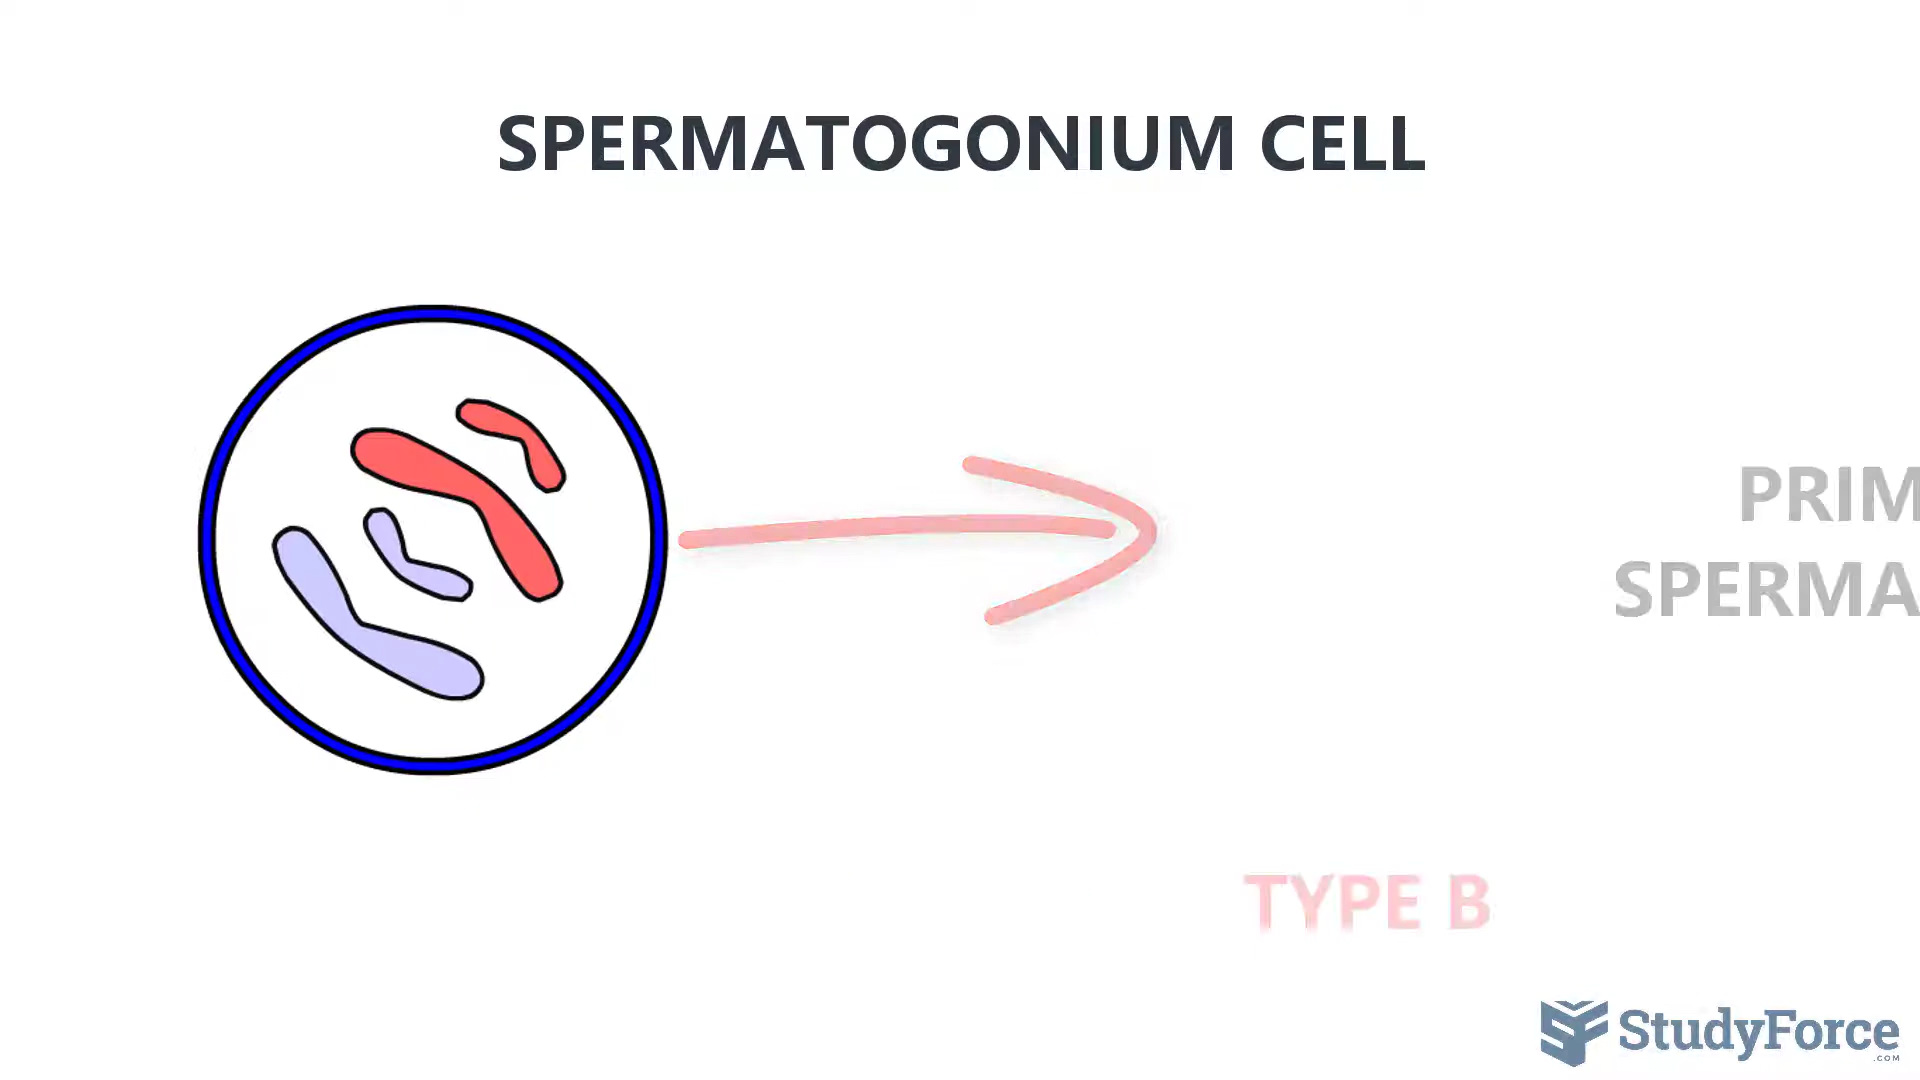 SPERMATOGONIUM CELL
PRIM
SPERMA
TYPE B
StudyForce
.COM